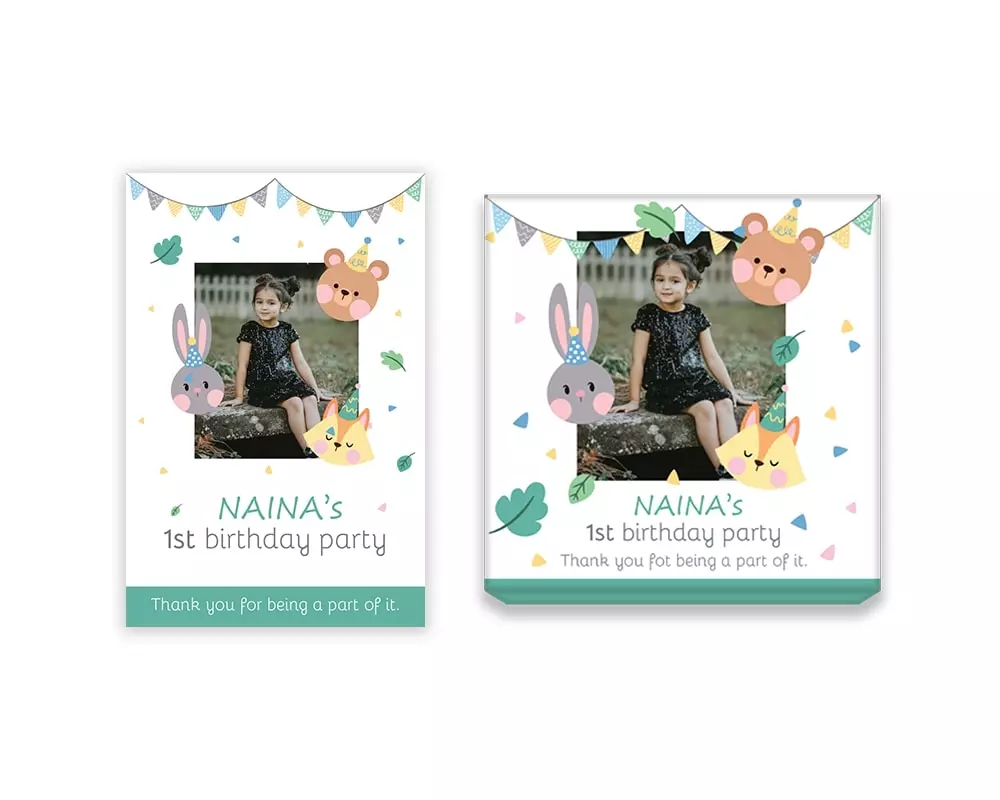 NAINA's
1st birthday party
Thank you for being a part of it.
NAINA's
1st birthday party
Thank you fot being a part of it.